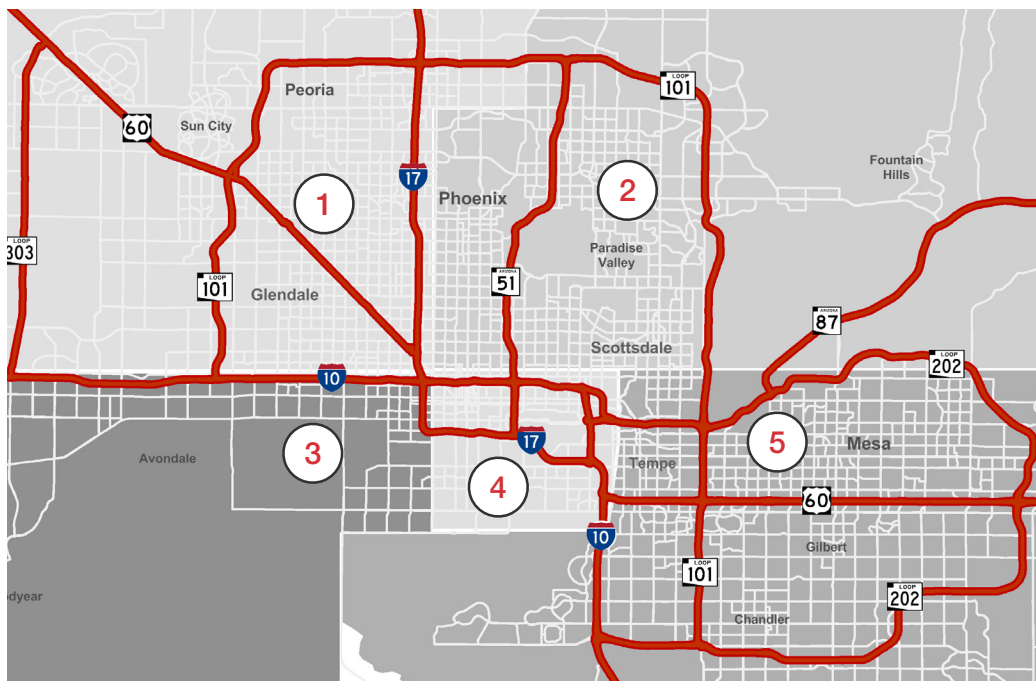 LOOP
101
Peoria
60
Sun City
Fountain
Hills
17
1
2
Phoenix
LOOP
303
Paradise
Valley
LOOP
101
ARIZONA
51
Glendale
ARIZONA
87
Scottsdale
LOOP
202
10
17
3
5
Mesa
Avondale
Tempe
4
60
10
Gilbert
LOOP
101
LOOP
202
odyear
Chandler